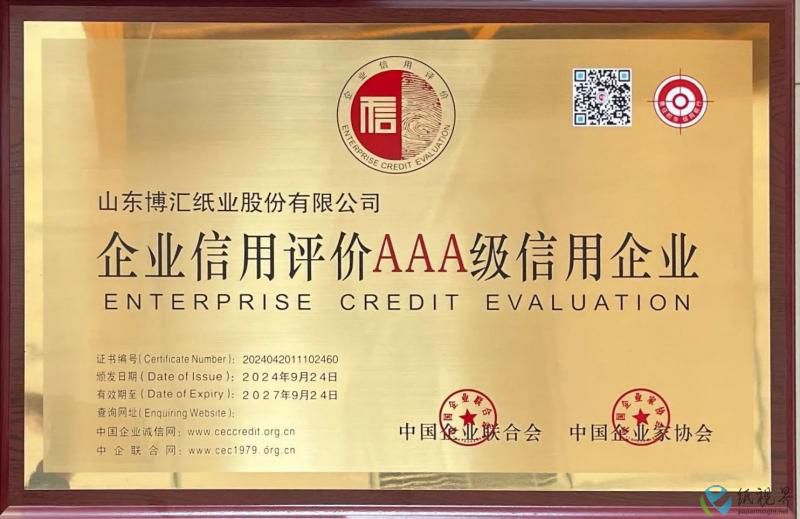 企业信用评价
信
ENTERPRISE CREDIT EVALUATION
山东博汇纸业股份有限公司
企业信用评价AAA级信用企业
ENTERPRISE CREDIT EVALUATION
证书编号(Certificate Number): 2024042011102460
颁发日期(Date of Issue): 2024年9月24日
有效期至(Date of Expiry): 2027年9月24日
查询网址(Enquiring Website):
中国企业诚信网: www.ceccredit.org.cn
中企联合网: www.cec1979.org.cn
中国企业联合会
中国企业家协会
纸视界
paperinsight.net